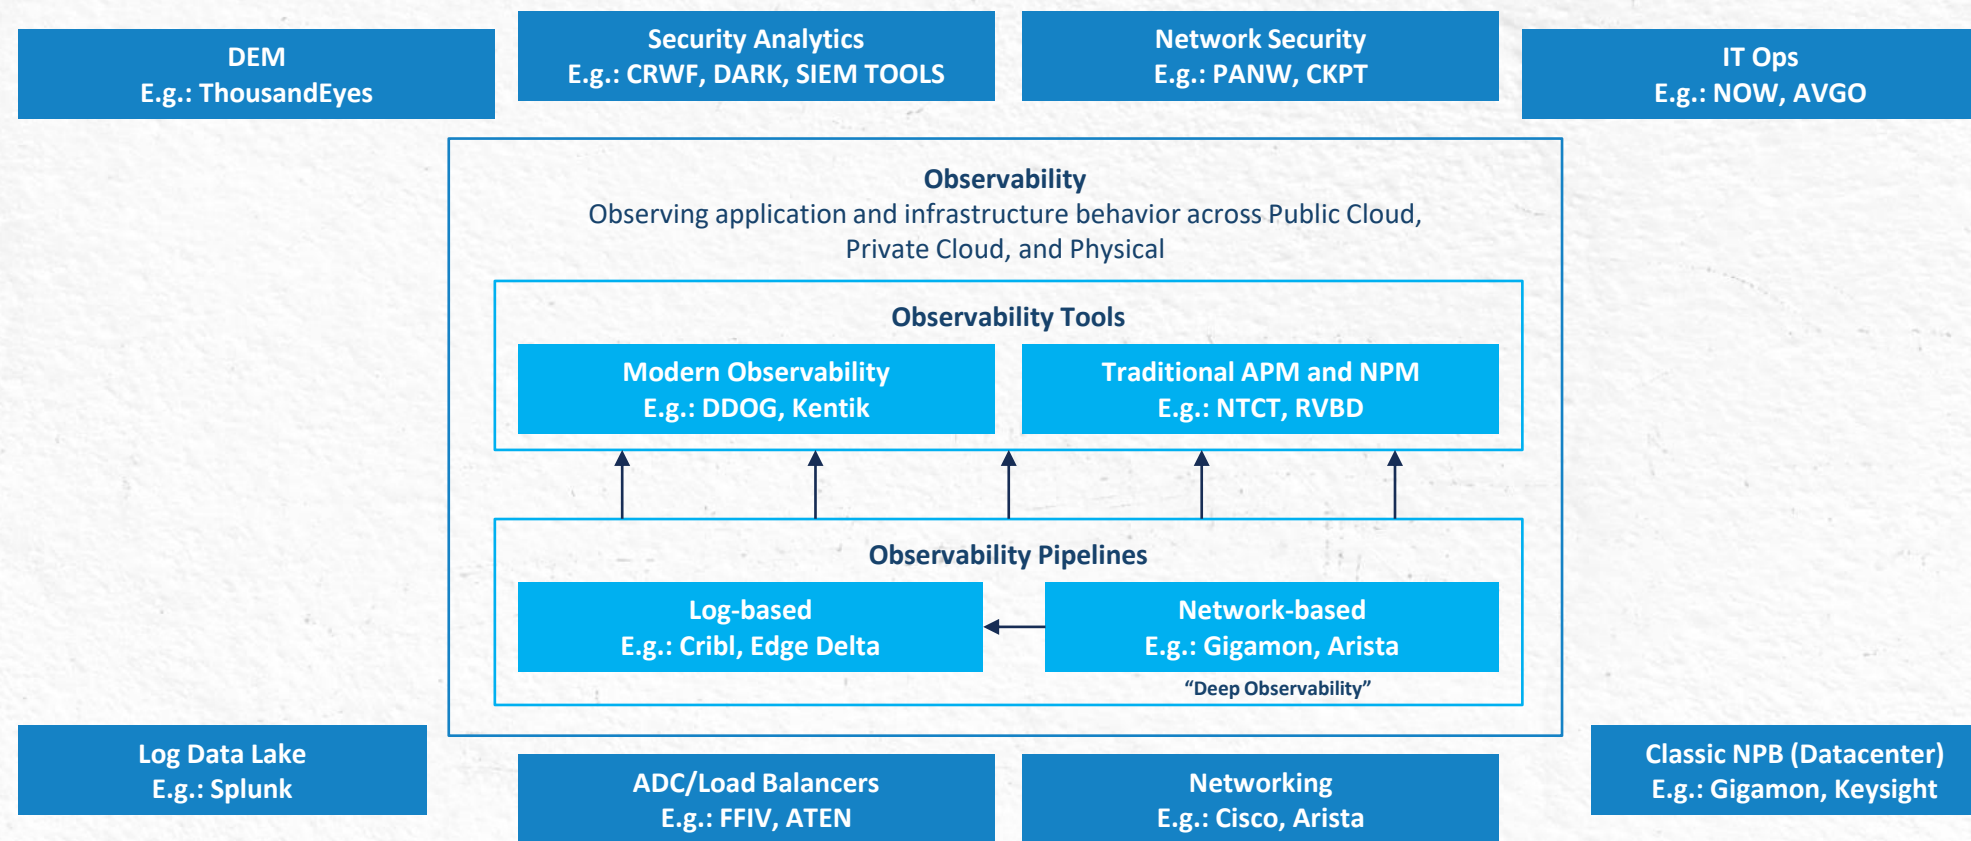 DEM
E.g.: ThousandEyes
Security Analytics
E.g.: CRWF, DARK, SIEM TOOLS
Network Security
E.g.: PANW, CKPT
IT Ops
E.g.: NOW, AVGO
Observability
Observing application and infrastructure behavior across Public Cloud,
Private Cloud, and Physical
Observability Tools
Modern Observability
E.g.: DDOG, Kentik
Traditional APM and NPM
E.g.: NTCT, RVBD
Observability Pipelines
Log-based
E.g.: Cribl, Edge Delta
Network-based
E.g.: Gigamon, Arista
“Deep Observability”
Log Data Lake
E.g.: Splunk
ADC/Load Balancers
E.g.: FFIV, ATEN
Networking
E.g.: Cisco, Arista
Classic NPB (Datacenter)
E.g.: Gigamon, Keysight